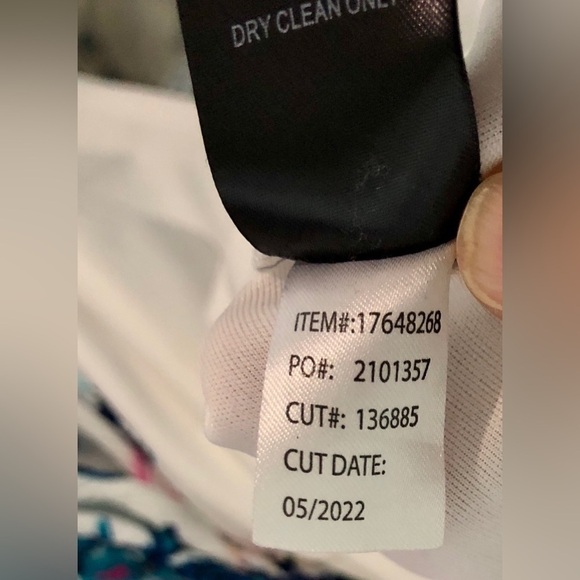 DRY CLEAN ONLY
ITEM#:17648268
PO#: 2101357
CUT#: 136885
CUT DATE:
05/2022